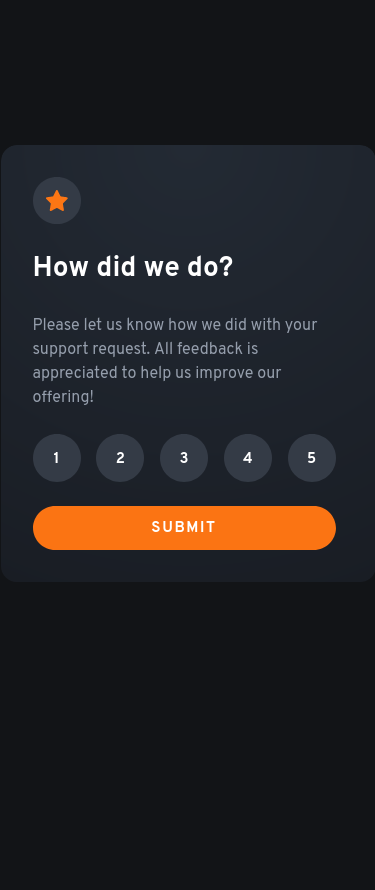 How did we do?
Please let us know how we did with your
support request. All feedback is
appreciated to help us improve our
offering!
1 2 3 4 5
SUBMIT